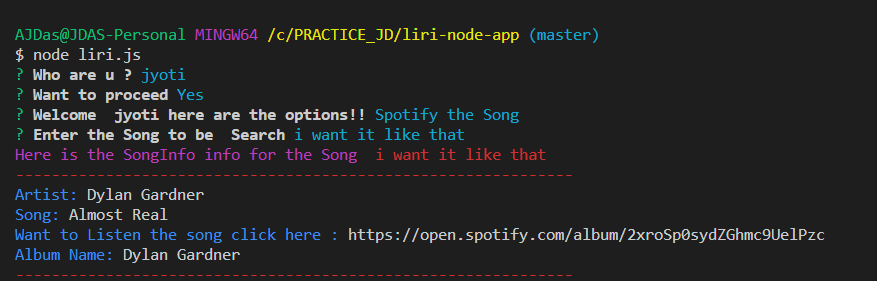 AJDas@JDAS-Personal MINGW64 /c/PRACTICE_JD/liri-node-app (master)
$ node liri.js
? Who are u ? jyoti
? Want to proceed Yes
? Welcome  jyoti here are the options!! Spotify the Song
? Enter the Song to be  Search i want it like that
Here is the SongInfo info for the Song  i want it like that
--------------------------------------------------------------
Artist: Dylan Gardner
Song: Almost Real
Want to Listen the song click here : https://open.spotify.com/album/2xroSp0sydZGhmc9UelPzc
Album Name: Dylan Gardner
--------------------------------------------------------------